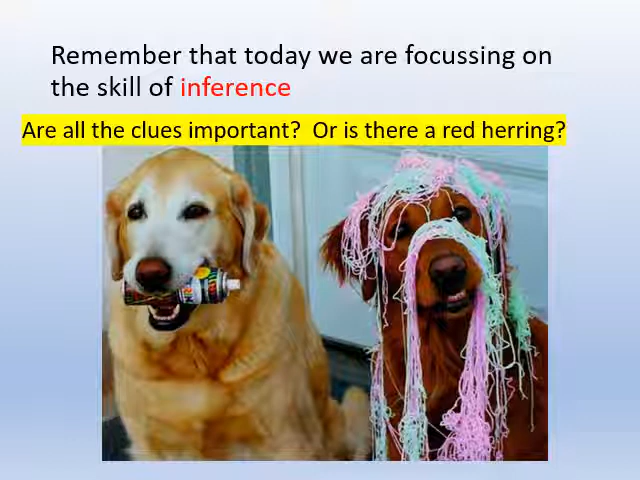 Remember that today we are focussing on
the skill of inference
Are all the clues important?  Or is there a red herring?